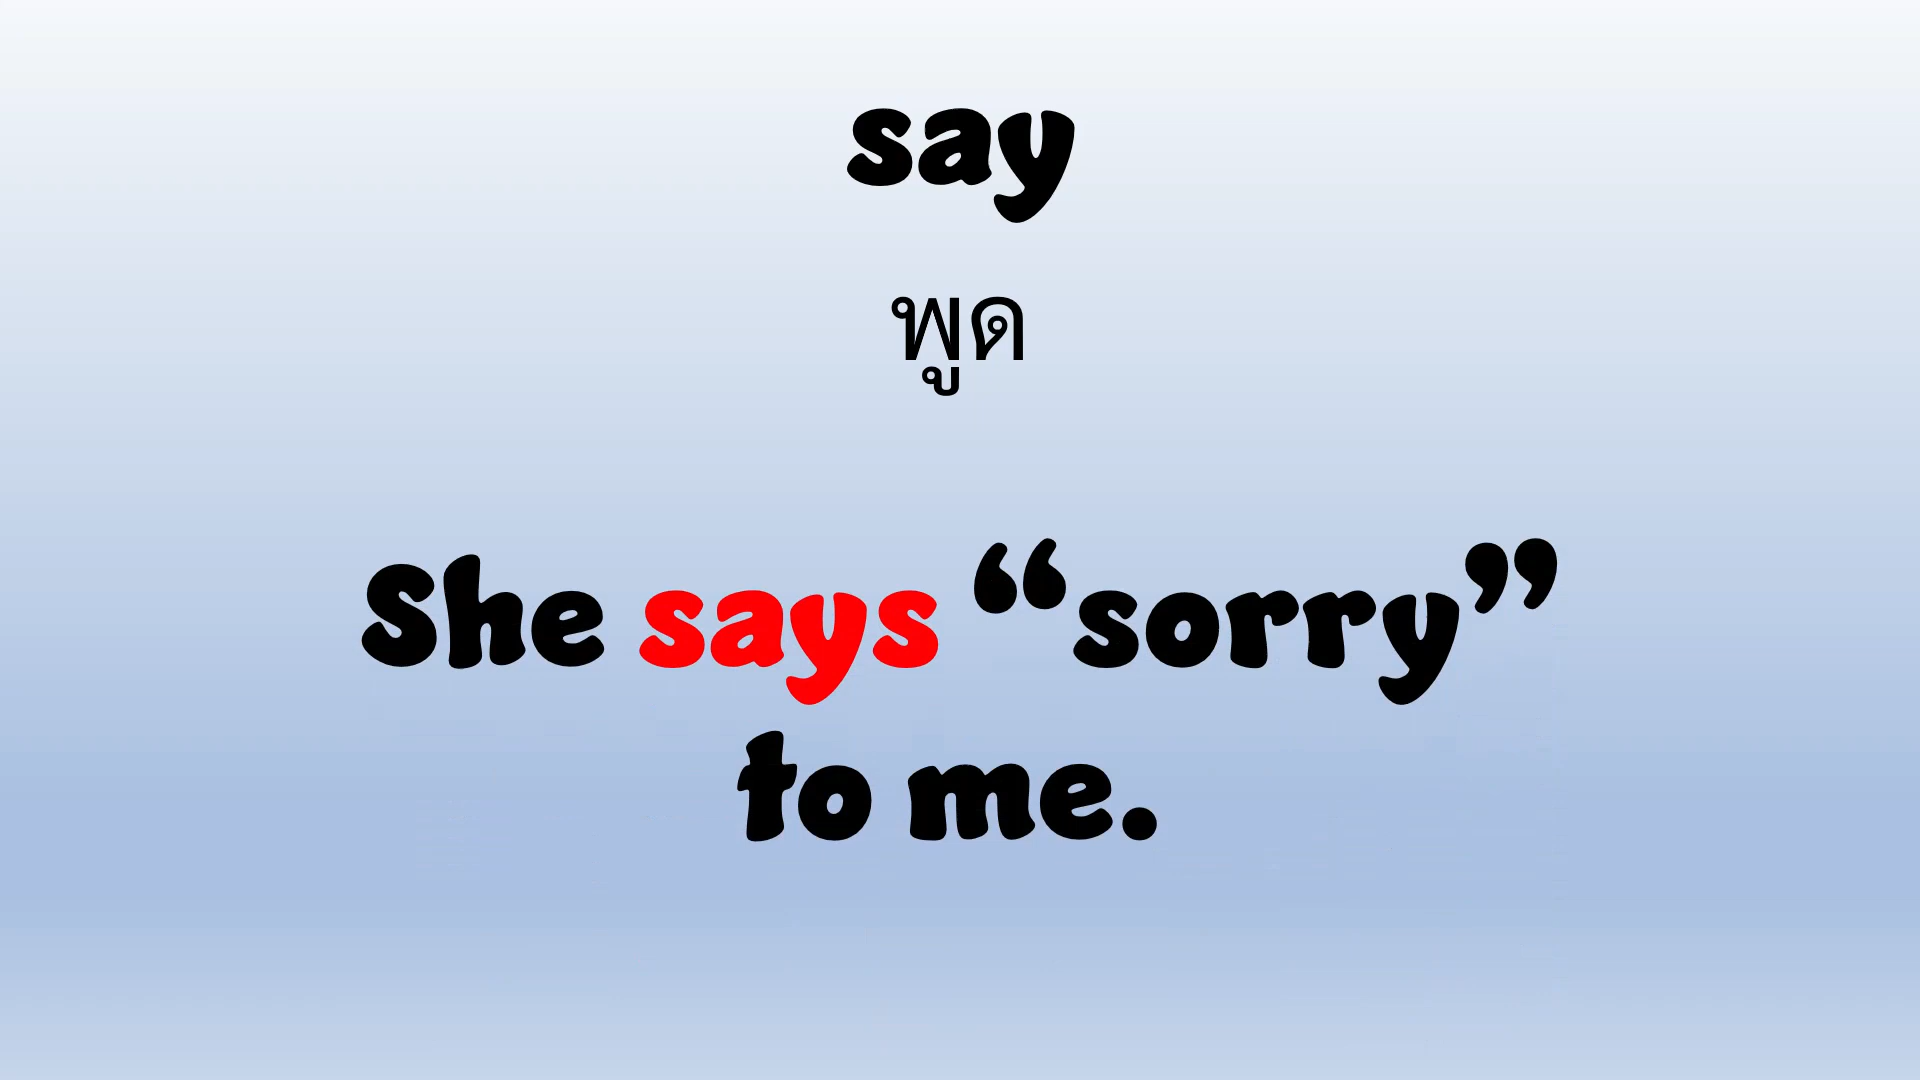 say
พูด
She says “sorry”
to me.